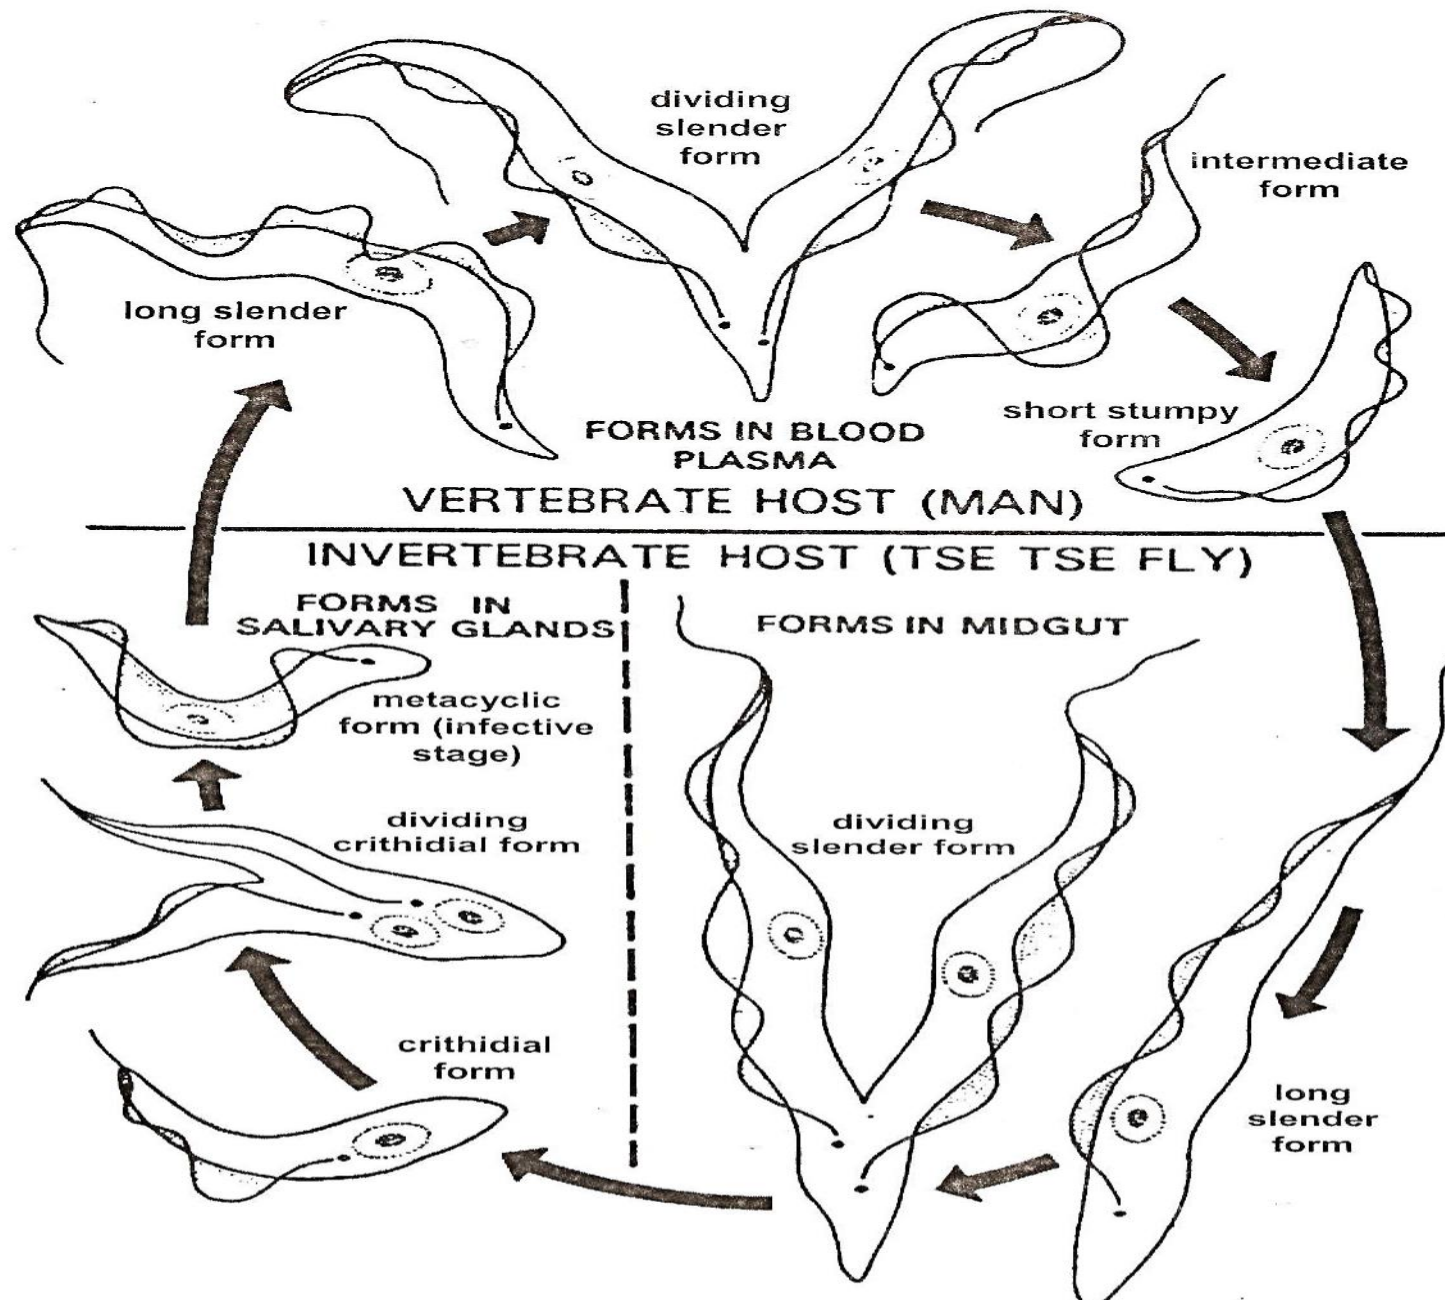 dividing
slender
form
intermediate
form
long slender
form
short stumpy
form
FORMS IN BLOOD
PLASMA
VERTEBRATE HOST (MAN)
INVERTEBRATE HOST (TSE TSE FLY)
FORMS IN
SALIVARY GLANDS
FORMS IN MIDGUT
metacyclic
form (infective
stage)
dividing
crithidial form
dividing
slender form
crithidial
form
long
slender
form